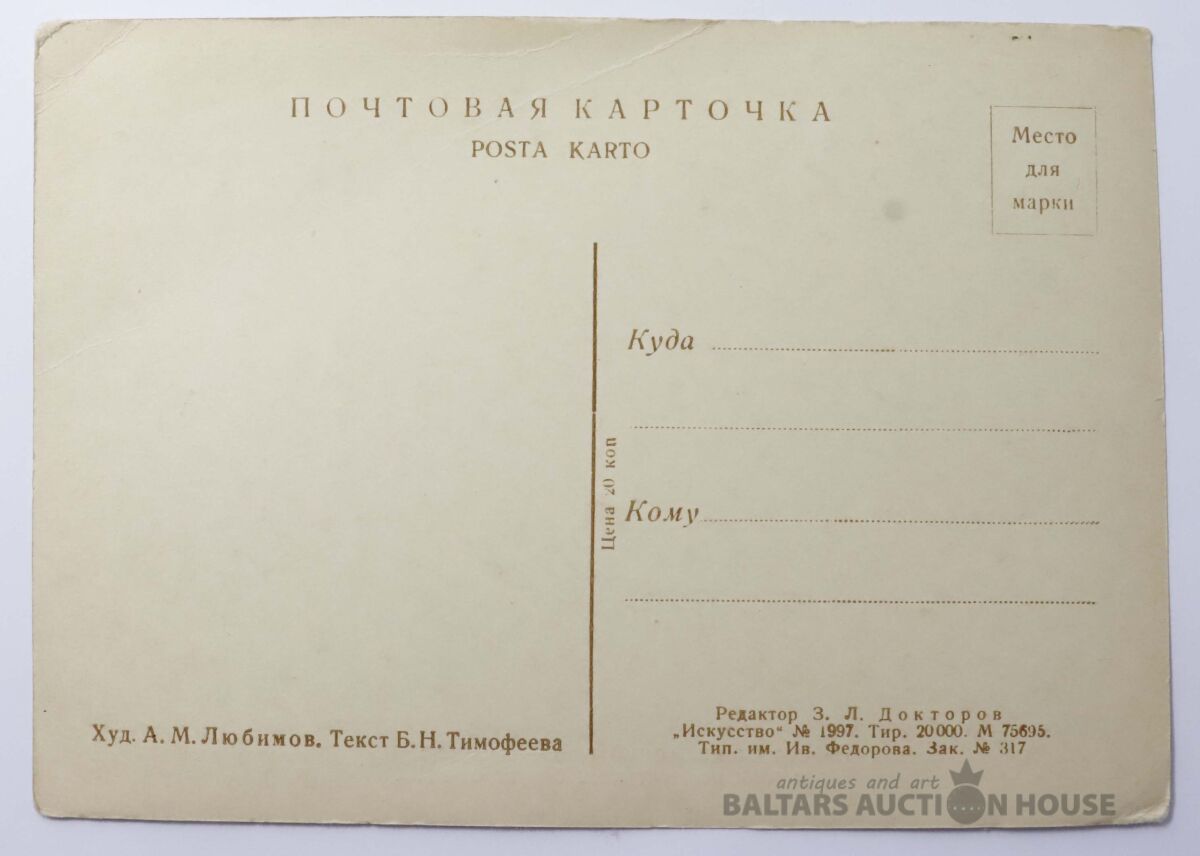 ПОЧТОВАЯ КАРТОЧКА
POSTA KARTO
Место
для
марки
Куда
Цена 20 коп
Кому
Худ. А. М. Любимов. Текст Б. Н. Тимофеева
Редактор З. Л. Докторов
„Искусство“ № 1997. Тир. 20000. М 75695.
Тип. им. Ив. Федорова. Зак. № 317
antiques and art
BALTARS AUCTION HOUSE